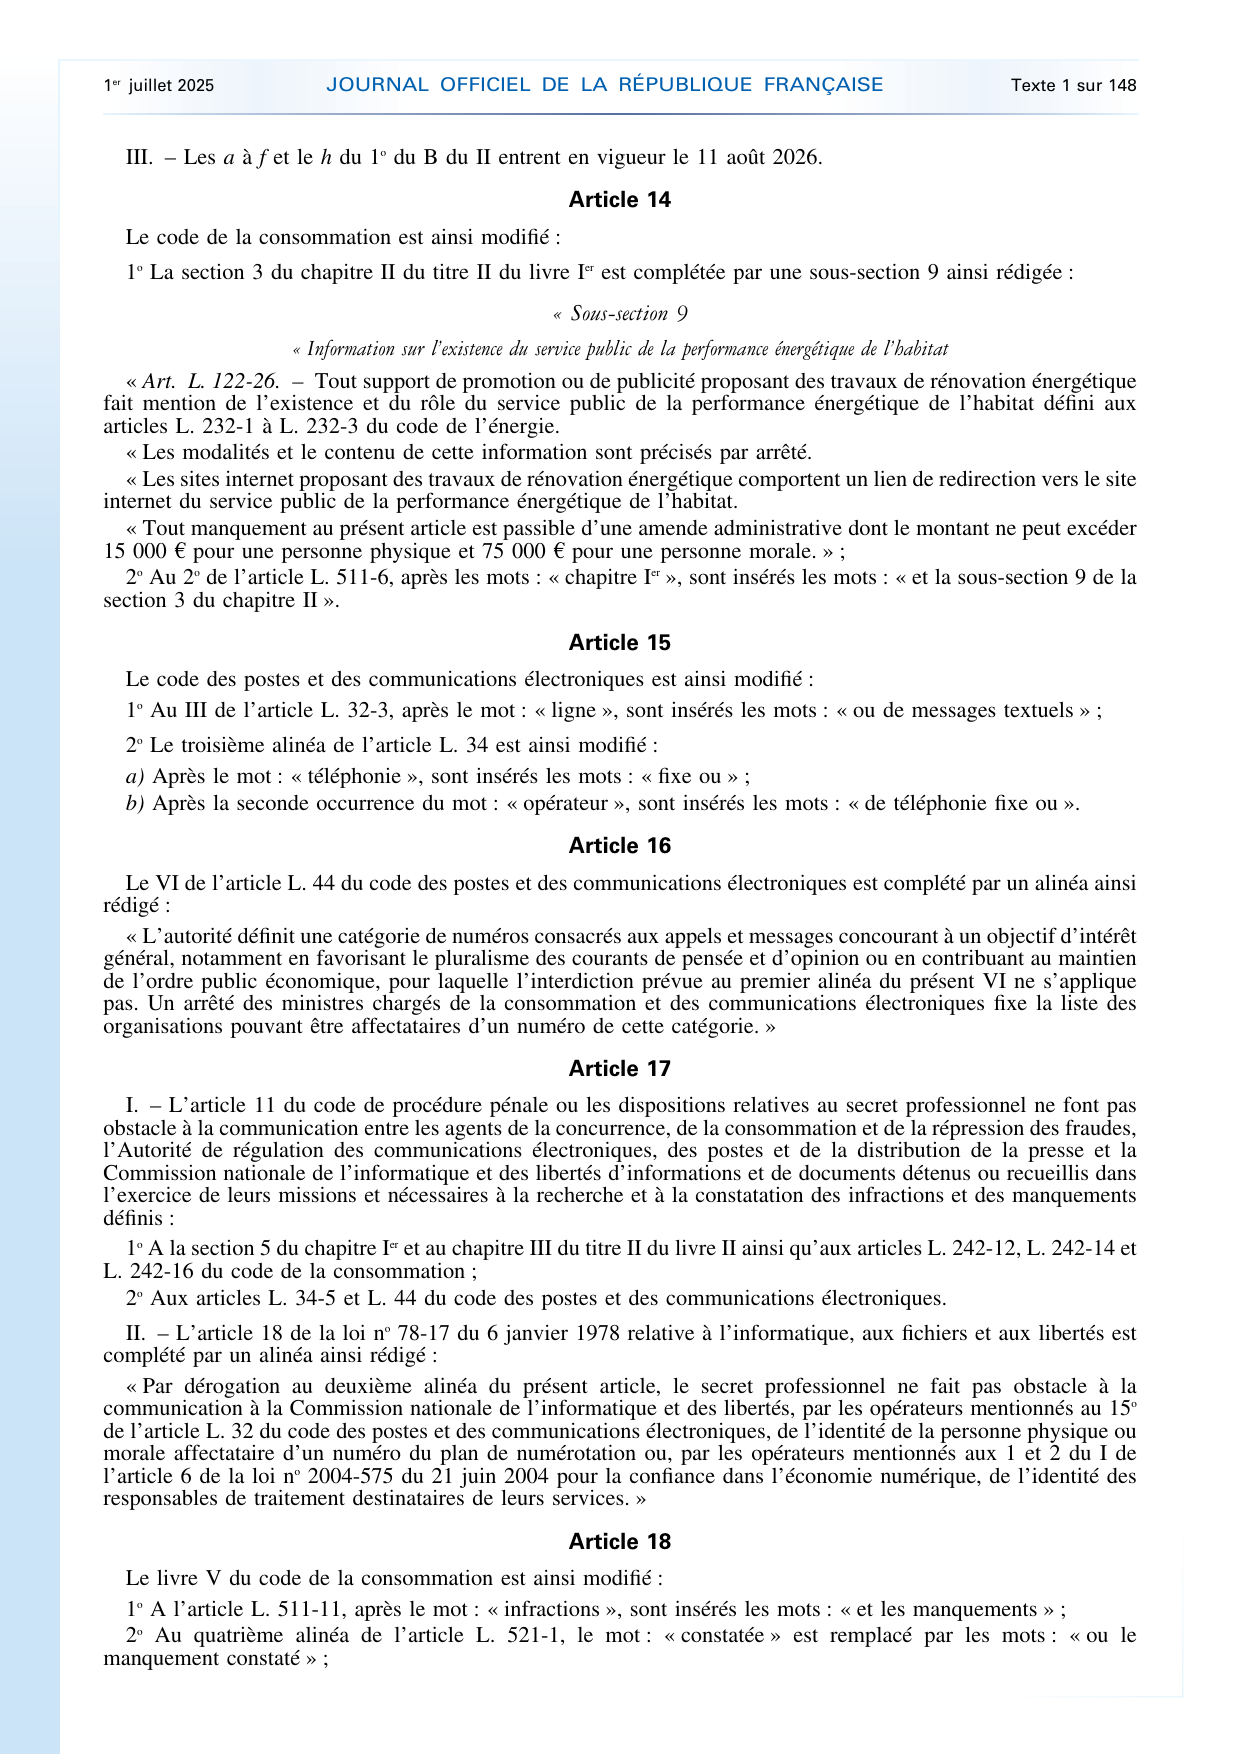 1er juillet 2025
JOURNAL OFFICIEL DE LA RÉPUBLIQUE FRANÇAISE
Texte 1 sur 148
III. – Les a à f et le h du 1o du B du II entrent en vigueur le 11 août 2026.
Article 14
Le code de la consommation est ainsi modifié :
1o La section 3 du chapitre II du titre II du livre Ier est complétée par une sous-section 9 ainsi rédigée :
« Sous-section 9
« Information sur l'existence du service public de la performance énergétique de l'habitat
« Art. L. 122-26. – Tout support de promotion ou de publicité proposant des travaux de rénovation énergétique
fait mention de l'existence et du rôle du service public de la performance énergétique de l'habitat défini aux
articles L. 232-1 à L. 232-3 du code de l'énergie.
« Les modalités et le contenu de cette information sont précisés par arrêté.
« Les sites internet proposant des travaux de rénovation énergétique comportent un lien de redirection vers le site
internet du service public de la performance énergétique de l'habitat.
« Tout manquement au présent article est passible d'une amende administrative dont le montant ne peut excéder
15 000 € pour une personne physique et 75 000 € pour une personne morale. » ;
2o Au 2o de l'article L. 511-6, après les mots : « chapitre Ier », sont insérés les mots : « et la sous-section 9 de la
section 3 du chapitre II ».
Article 15
Le code des postes et des communications électroniques est ainsi modifié :
1o Au III de l'article L. 32-3, après le mot : « ligne », sont insérés les mots : « ou de messages textuels » ;
2o Le troisième alinéa de l'article L. 34 est ainsi modifié :
a) Après le mot : « téléphonie », sont insérés les mots : « fixe ou » ;
b) Après la seconde occurrence du mot : « opérateur », sont insérés les mots : « de téléphonie fixe ou ».
Article 16
Le VI de l'article L. 44 du code des postes et des communications électroniques est complété par un alinéa ainsi
rédigé :
« L'autorité définit une catégorie de numéros consacrés aux appels et messages concourant à un objectif d'intérêt
général, notamment en favorisant le pluralisme des courants de pensée et d'opinion ou en contribuant au maintien
de l'ordre public économique, pour laquelle l'interdiction prévue au premier alinéa du présent VI ne s'applique
pas. Un arrêté des ministres chargés de la consommation et des communications électroniques fixe la liste des
organisations pouvant être affectataires d'un numéro de cette catégorie. »
Article 17
I. – L'article 11 du code de procédure pénale ou les dispositions relatives au secret professionnel ne font pas
obstacle à la communication entre les agents de la concurrence, de la consommation et de la répression des fraudes,
l'Autorité de régulation des communications électroniques, des postes et de la distribution de la presse et la
Commission nationale de l'informatique et des libertés d'informations et de documents détenus ou recueillis dans
l'exercice de leurs missions et nécessaires à la recherche et à la constatation des infractions et des manquements
définis :
1o A la section 5 du chapitre Ier et au chapitre III du titre II du livre II ainsi qu'aux articles L. 242-12, L. 242-14 et
L. 242-16 du code de la consommation ;
2o Aux articles L. 34-5 et L. 44 du code des postes et des communications électroniques.
II. – L'article 18 de la loi no 78-17 du 6 janvier 1978 relative à l'informatique, aux fichiers et aux libertés est
complété par un alinéa ainsi rédigé :
« Par dérogation au deuxième alinéa du présent article, le secret professionnel ne fait pas obstacle à la
communication à la Commission nationale de l'informatique et des libertés, par les opérateurs mentionnés au 15o
de l'article L. 32 du code des postes et des communications électroniques, de l'identité de la personne physique ou
morale affectataire d'un numéro du plan de numérotation ou, par les opérateurs mentionnés aux 1 et 2 du I de
l'article 6 de la loi no 2004-575 du 21 juin 2004 pour la confiance dans l'économie numérique, de l'identité des
responsables de traitement destinataires de leurs services. »
Article 18
Le livre V du code de la consommation est ainsi modifié :
1o A l'article L. 511-11, après le mot : « infractions », sont insérés les mots : « et les manquements » ;
2o Au quatrième alinéa de l'article L. 521-1, le mot : « constatée » est remplacé par les mots : « ou le
manquement constaté » ;